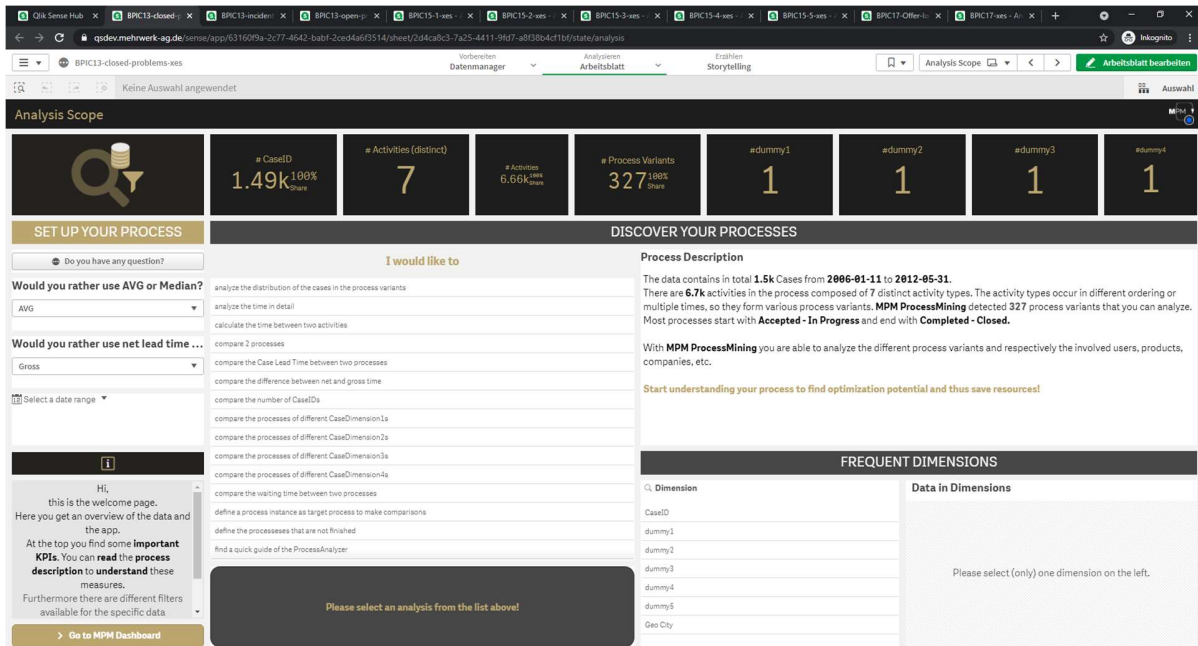 Qlik Sense Hub
BPIC13-closed-p
BPIC13-incident
BPIC13-open-pr
BPIC15-1-xes - A
BPIC15-2-xes - A
BPIC15-3-xes -
BPIC15-4-xes -
BPIC15-5-xes -
BPIC17-Offer-lo
BPIC17-xes - An
qsdev.mehrwerk-ag.de/sense/app/63160f9a-2c77-4642-babf-2ced4a6f3514/sheet/2d4ca8c3-7a25-4411-9fd7-a8f38b4cf1bf/state/analysis
Inkognito
BPIC13-closed-problems-xes
Vorbereiten
Datenmanager
Analysieren
Arbeitsblatt
Erzählen
Storytelling
Analysis Scope
Arbeitsblatt bearbeiten
Keine Auswahl angewendet
Auswahl
Analysis Scope
MPM
# CaseID
1.49k 100% Share
# Activities (distinct)
7
# Activities
6.66k 100% Share
# Process Variants
327 100% Share
#dummy1
1
#dummy2
1
#dummy3
1
#dummy4
1
SET UP YOUR PROCESS
DISCOVER YOUR PROCESSES
Do you have any question?
Would you rather use AVG or Median?
AVG
Would you rather use net lead time ...
Gross
Select a date range
i
Hi,
this is the welcome page.
Here you get an overview of the data and
the app.
At the top you find some important
KPIs. You can read the process
description to understand these
measures.
Furthermore there are different filters
available for the specific data
Go to MPM Dashboard
I would like to
analyze the distribution of the cases in the process variants
analyze the time in detail
calculate the time between two activities
compare 2 processes
compare the Case Lead Time between two processes
compare the difference between net and gross time
compare the number of CaseIDs
compare the processes of different CaseDimension1s
compare the processes of different CaseDimension2s
compare the processes of different CaseDimension3s
compare the processes of different CaseDimension4s
compare the waiting time between two processes
define a process instance as target process to make comparisons
define the processeses that are not finished
find a quick guide of the ProcessAnalyzer
Please select an analysis from the list above!
Process Description
The data contains in total 1.5k Cases from 2006-01-11 to 2012-05-31.
There are 6.7k activities in the process composed of 7 distinct activity types. The activity types occur in different ordering or
multiple times, so they form various process variants. MPM ProcessMining detected 327 process variants that you can analyze.
Most processes start with Accepted - In Progress and end with Completed - Closed.
With MPM ProcessMining you are able to analyze the different process variants and respectively the involved users, products,
companies, etc.
Start understanding your process to find optimization potential and thus save resources!
FREQUENT DIMENSIONS
Dimension
CaseID
dummy1
dummy2
dummy3
dummy4
dummy5
Geo City
Data in Dimensions
Please select (only) one dimension on the left.